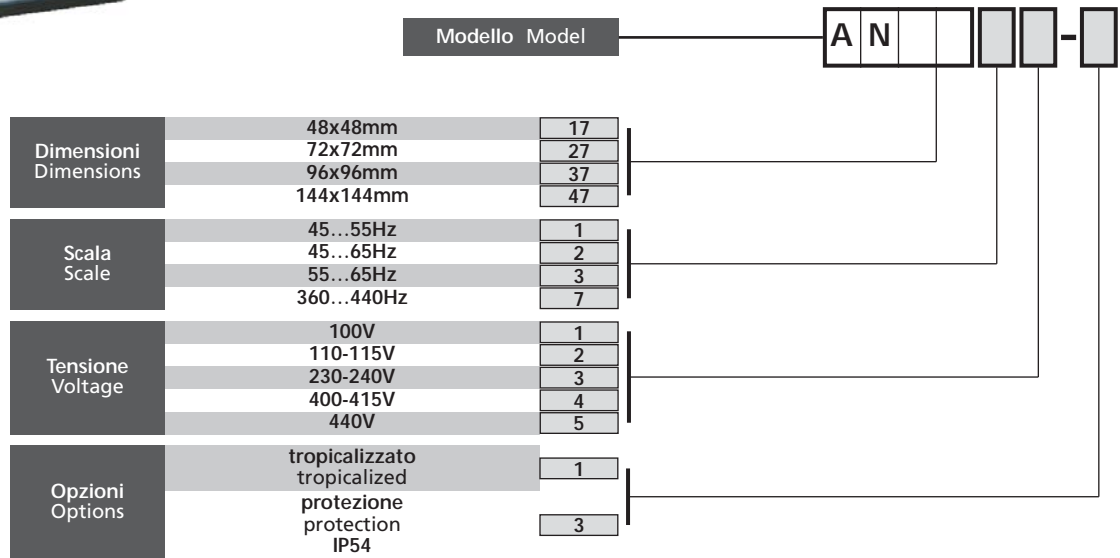 Modello Model
A N -
Dimensioni
Dimensions
48x48mm 17
72x72mm 27
96x96mm 37
144x144mm 47
Scala
Scale
45...55Hz 1
45...65Hz 2
55...65Hz 3
360...440Hz 7
Tensione
Voltage
100V 1
110-115V 2
230-240V 3
400-415V 4
440V 5
Opzioni
Options
tropicalizzato
tropicalized
1
protezione
protection 3
IP54